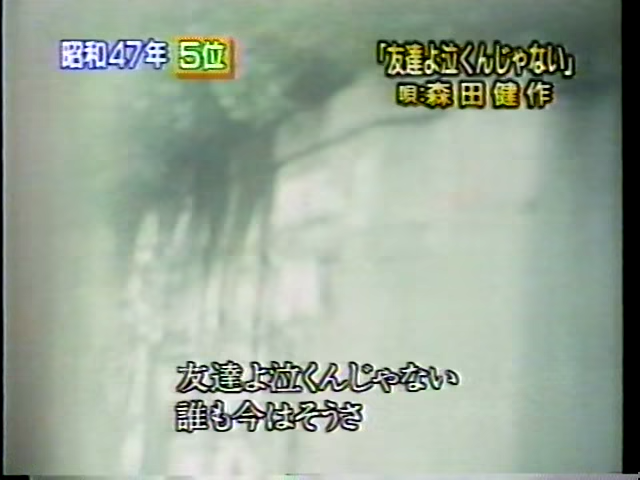 昭和47年 5位
「友達よ泣くんじゃない」
唄:森田健作
友達よ泣くんじゃない
誰も今はそうさ